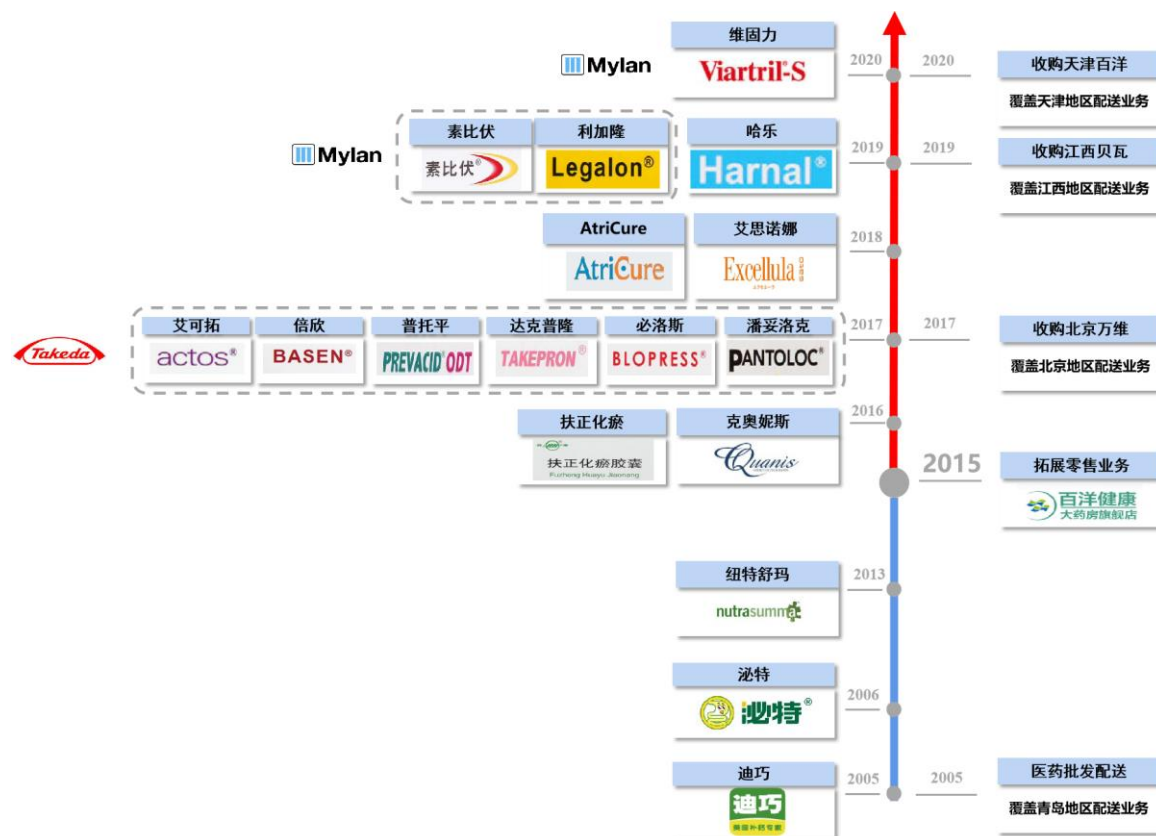 维固力
Mylan
Viartril-S
2020
2020
收购天津百洋
覆盖天津地区配送业务
素比伏
利加隆
哈乐
Mylan
素比伏®
Legalon®
Harnal®
2019
2019
收购江西贝瓦
覆盖江西地区配送业务
AtriCure
艾思诺娜
2018
AtriCure
Excellula
艾可拓
倍欣
普托平
达克普隆
必洛斯
潘妥洛克
2017
2017
收购北京万维
覆盖北京地区配送业务
Takeda
actos®
BASEN®
PREVACID® ODT
TAKEPRON®
BLOPRESS®
PANTOLOC®
扶正化瘀
克奥妮斯
2016
扶正化瘀胶囊
Fuzheng Huayu Jiaonang
Quanis
2015
拓展零售业务
百洋健康
大药房旗舰店
纽特舒玛
2013
nutrasumma
泌特
2006
泌特®
迪巧
2005
2005
医药批发配送
覆盖青岛地区配送业务
迪巧